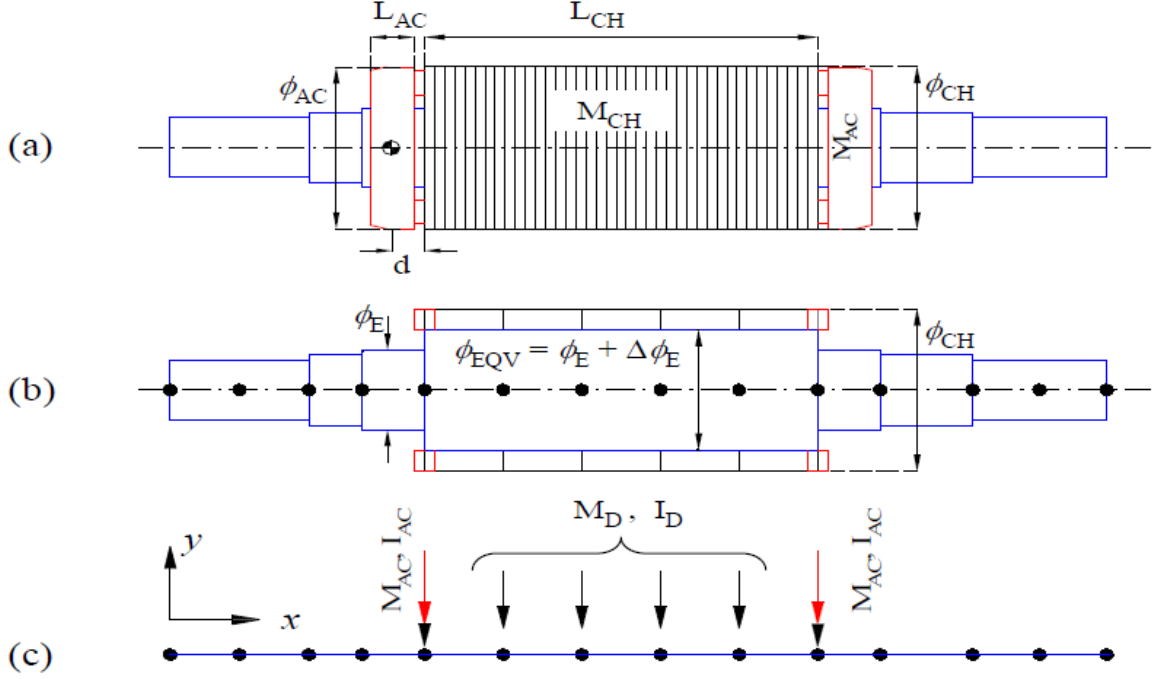 L_AC L_CH
(a) ϕ_AC M_CH M_AC ϕ_CH
d
(b) ϕ_E ϕ_EQV = ϕ_E + Δϕ_E ϕ_CH
M_D , I_D
M_AC, I_AC M_AC, I_AC
y
x
(c)